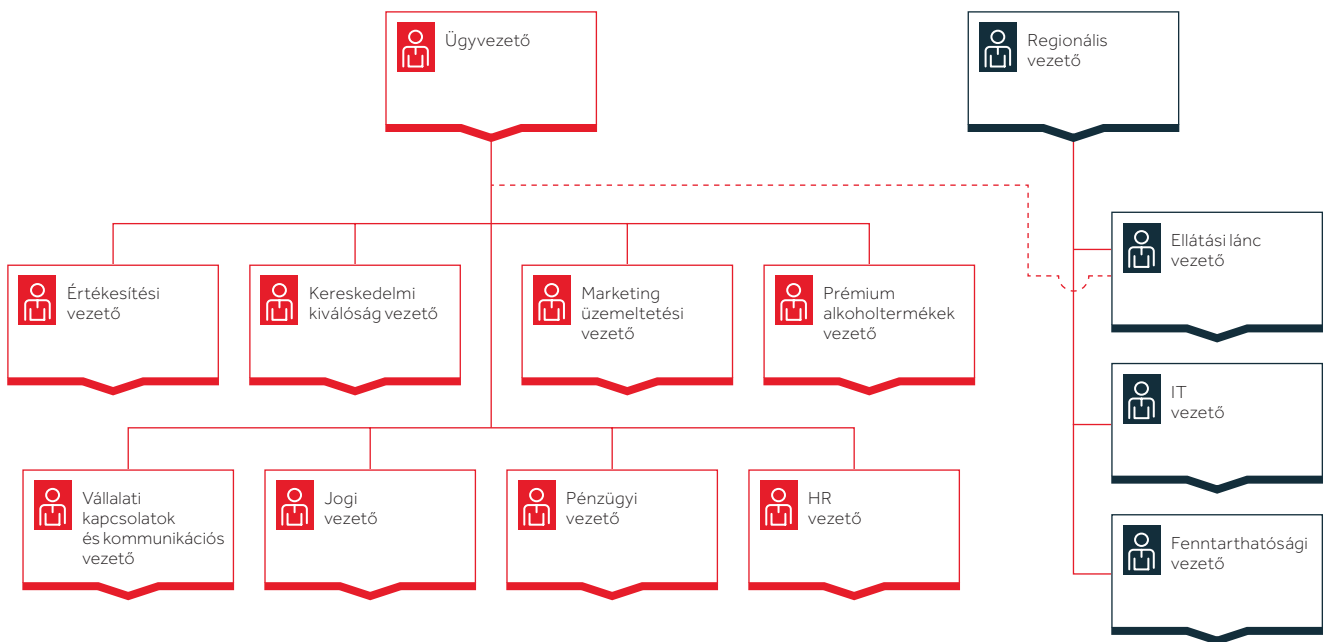 Ügyvezető
Regionális
vezető
Ellátási lánc
vezető
Értékesítési
vezető
Kereskedelmi
kiválóság vezető
Marketing
üzemeltetési
vezető
Prémium
alkoholtermékek
vezető
IT
vezető
Vállalati
kapcsolatok
és kommunikációs
vezető
Jogi
vezető
Pénzügyi
vezető
HR
vezető
Fenntarthatósági
vezető